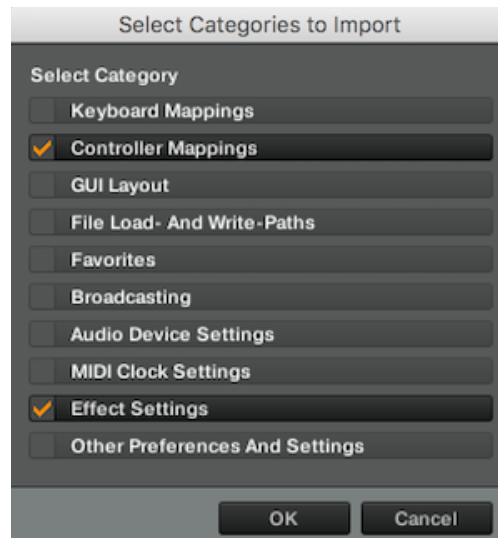 Select Categories to Import
Select Category
Keyboard Mappings
Controller Mappings
GUI Layout
File Load- And Write-Paths
Favorites
Broadcasting
Audio Device Settings
MIDI Clock Settings
Effect Settings
Other Preferences And Settings
OK Cancel